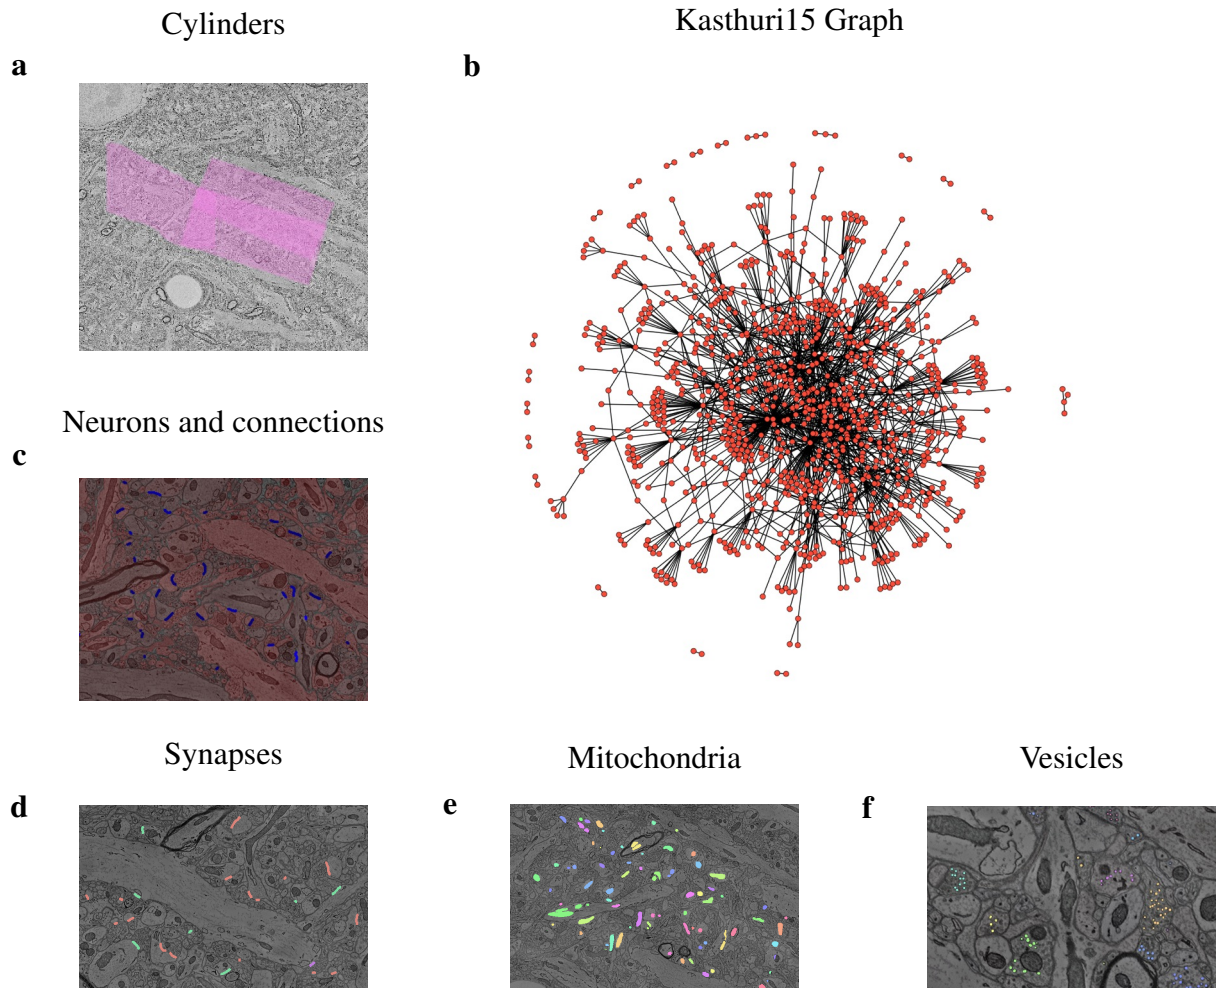 Cylinders
Kasthuri15 Graph
a
b
Neurons and connections
c
Synapses
Mitochondria
Vesicles
d
e
f